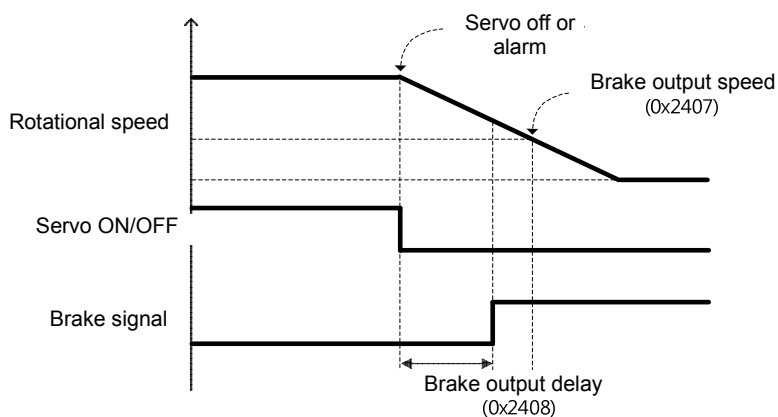 Servo off or
alarm
Brake output speed
(0x2407)
Rotational speed
Servo ON/OFF
Brake signal
Brake output delay
(0x2408)